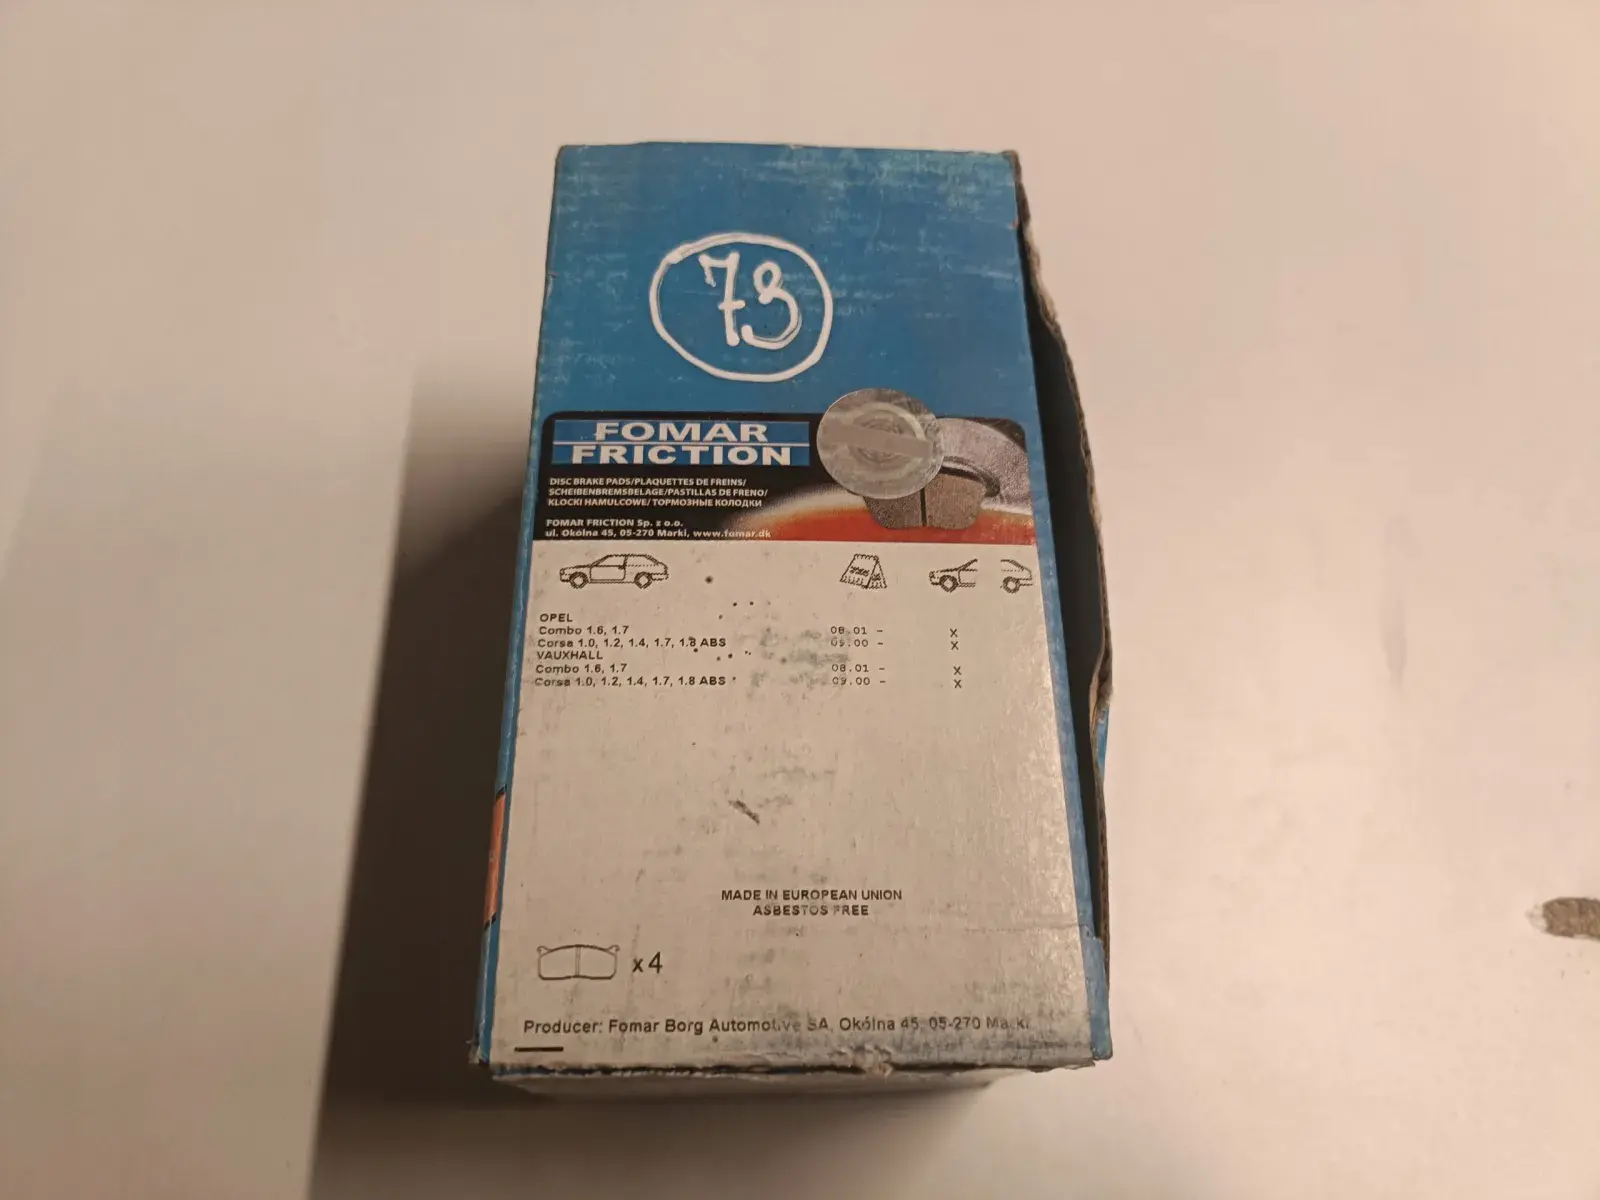 73
FOMAR
FRICTION
DISC BRAKE PADS/PLAQUETTES DE FREINS/
SCHEIBENBREMSBELAGE/PASTILLAS DE FRENO/
KLOCKI HAMULCOWE/ТОРМОЗНЫЕ КОЛОДКИ
FOMAR FRICTION Sp. z o.o.
ul. Okólna 45, 05-270 Marki, www.fomar.dk
OPEL
Combo 1.6, 1.7 08.01 - X
Corsa 1.0, 1.2, 1.4, 1.7, 1.8 ABS 09.00 - X
VAUXHALL
Combo 1.6, 1.7 08.01 - X
Corsa 1.0, 1.2, 1.4, 1.7, 1.8 ABS 09.00 - X
MADE IN EUROPEAN UNION
ASBESTOS FREE
x4
Producer: Fomar Borg Automotive SA, Okólna 45, 05-270 Marki